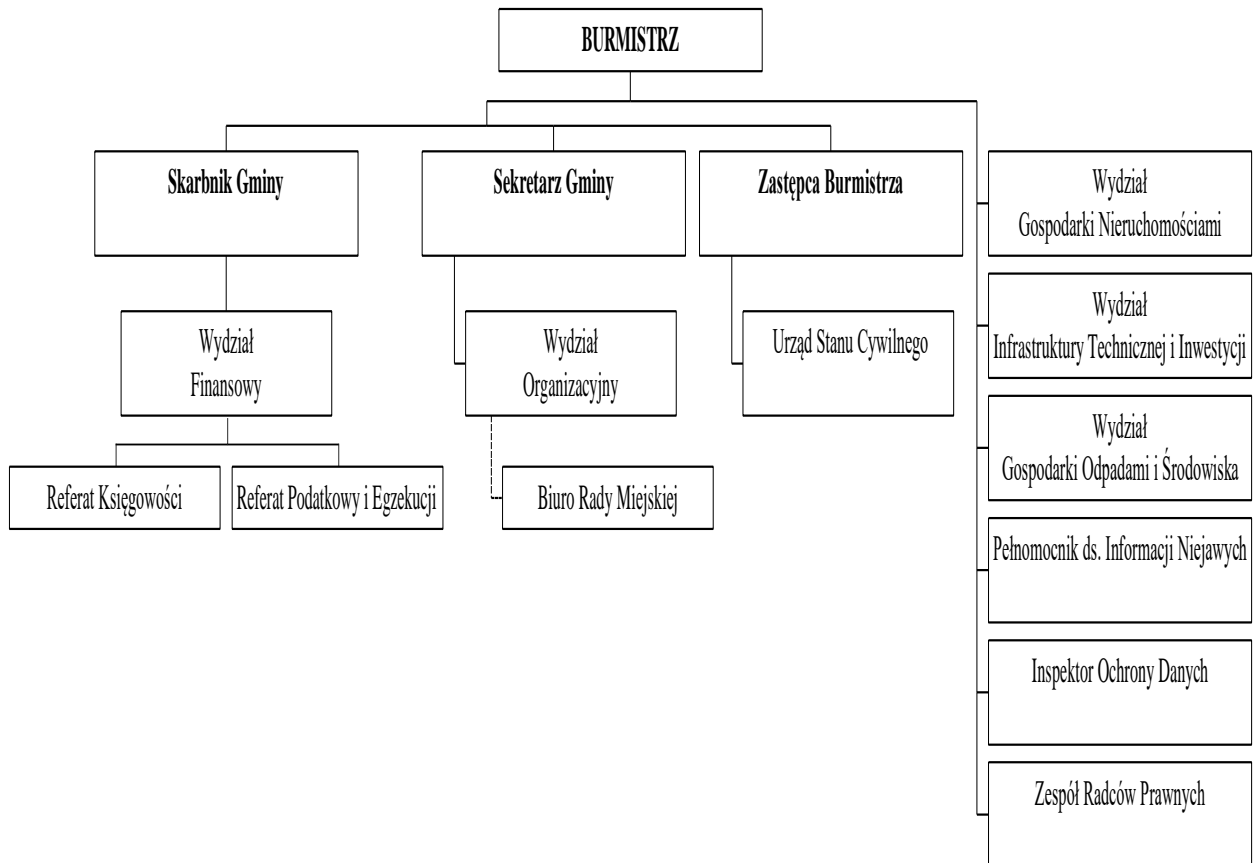 BURMISTRZ
Skarbnik Gminy
Sekretarz Gminy
Zastępca Burmistrza
Wydział
Gospodarki Nieruchomościami
Wydział
Infrastruktury Technicznej i Inwestycji
Wydział
Finansowy
Wydział
Organizacyjny
Urząd Stanu Cywilnego
Wydział
Gospodarki Odpadami i Środowiska
Referat Księgowości
Referat Podatkowy i Egzekucji
Biuro Rady Miejskiej
Pełnomocnik ds. Informacji Niejawych
Inspektor Ochrony Danych
Zespół Radców Prawnych